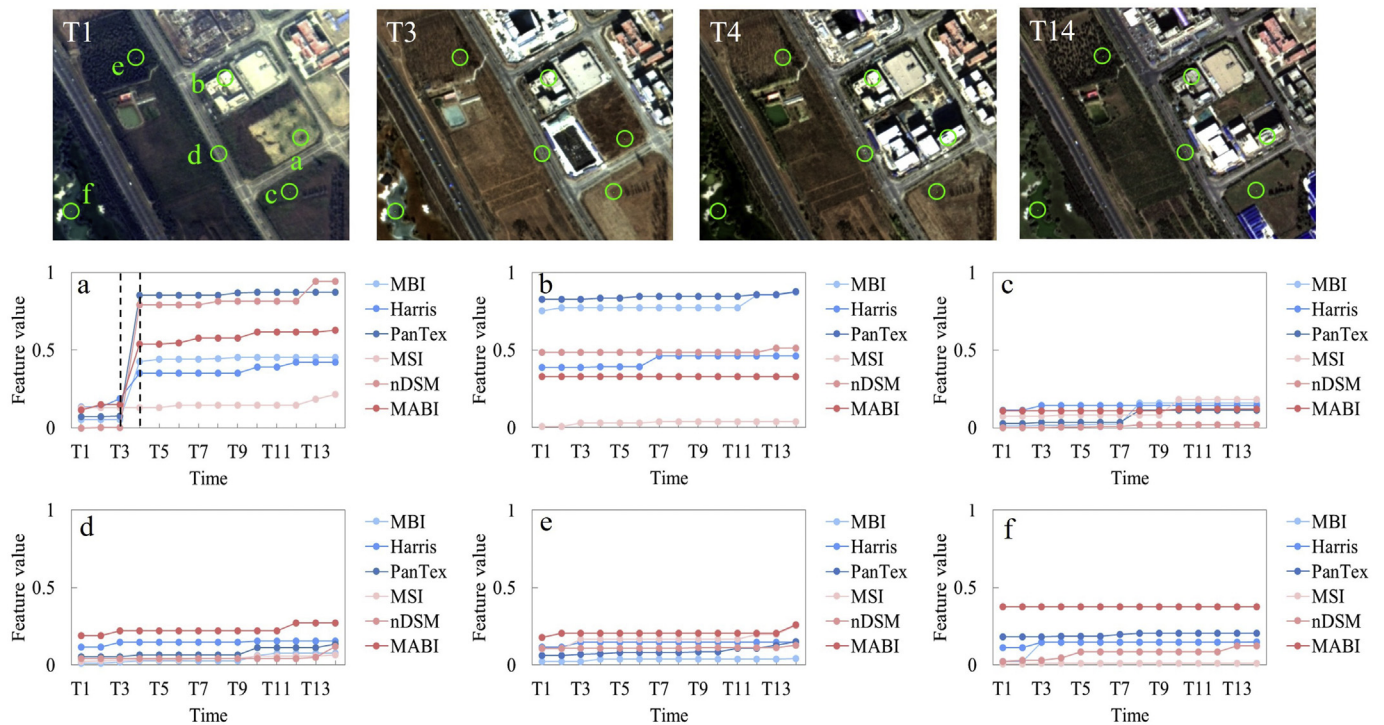 T1
T3
T4
T14
e
b
d
a
c
f
a
1
0.5
0
Feature value
T1 T3 T5 T7 T9 T11 T13
Time
MBI
Harris
PanTex
MSI
nDSM
MABI
b
1
0.5
0
Feature value
T1 T3 T5 T7 T9 T11 T13
Time
MBI
Harris
PanTex
MSI
nDSM
MABI
c
1
0.5
0
Feature value
T1 T3 T5 T7 T9 T11 T13
Time
MBI
Harris
PanTex
MSI
nDSM
MABI
d
1
0.5
0
Feature value
T1 T3 T5 T7 T9 T11 T13
Time
MBI
Harris
PanTex
MSI
nDSM
MABI
e
1
0.5
0
Feature value
T1 T3 T5 T7 T9 T11 T13
Time
MBI
Harris
PanTex
MSI
nDSM
MABI
f
1
0.5
0
Feature value
T1 T3 T5 T7 T9 T11 T13
Time
MBI
Harris
PanTex
MSI
nDSM
MABI